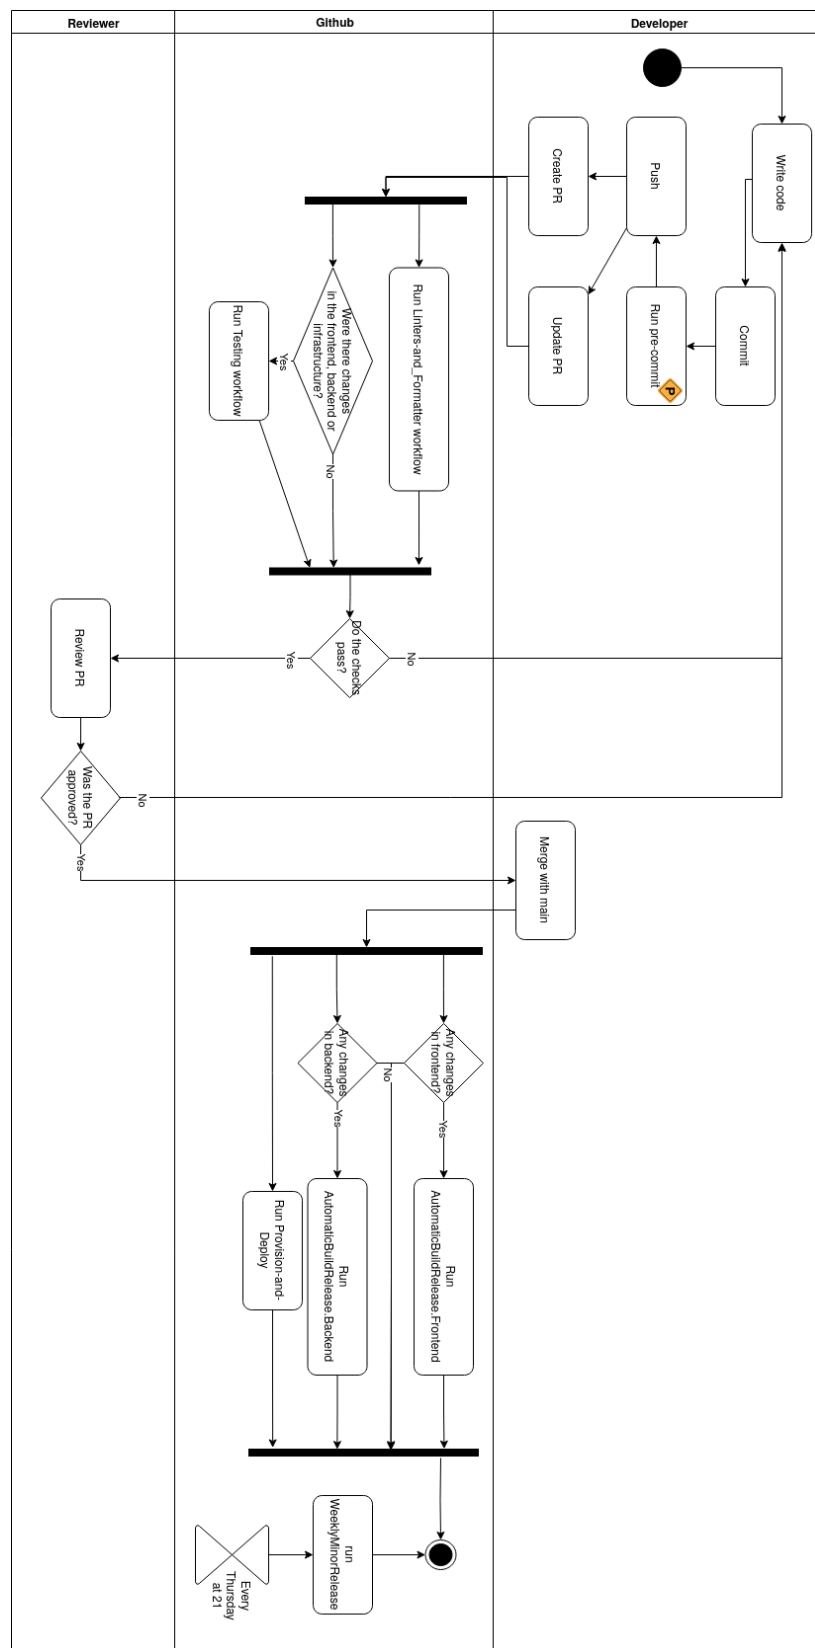 Reviewer
Github
Developer
Write code
Push
Create PR
Commit
Run pre-commit
P
Update PR
Run LInters-and_Formatter workflow
Were there changes
in the frontend, backend or
infrastructure?
Yes
No
Run Testing workflow
Do the checks
pass?
No
Yes
Review PR
Was the PR
approved?
No
Yes
Merge with main
Any changes
in frontend?
Any changes
in backend?
No
Yes
Yes
Run
AutomaticBuildRelease.Frontend
Run
AutomaticBuildRelease.Backend
Run Provision-and-
Deploy
run
WeeklyMinorRelease
Every
Thursday
at 21